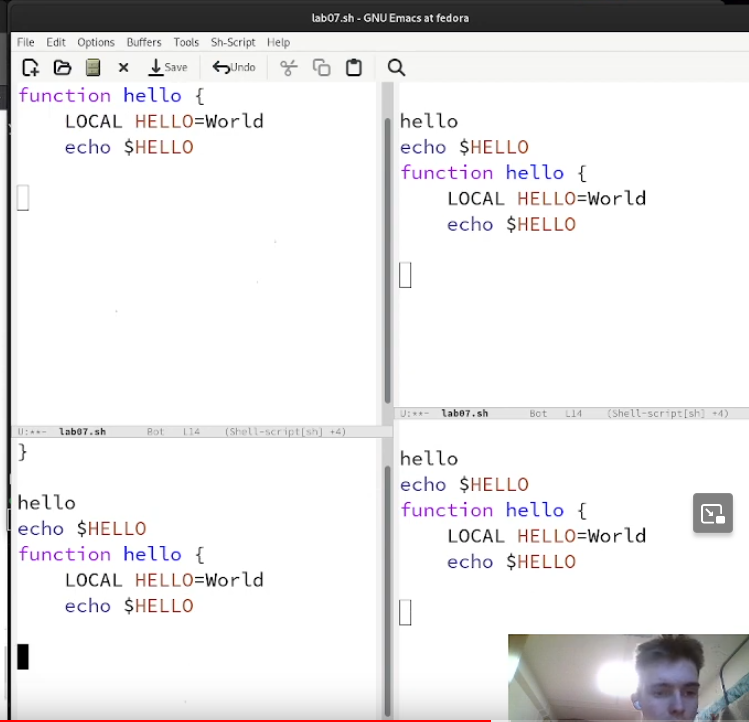 lab07.sh - GNU Emacs at fedora
File Edit Options Buffers Tools Sh-Script Help
Save Undo
function hello {
LOCAL HELLO=World
echo $HELLO
U:**- lab07.sh Bot L14 (Shell-script[sh] +4)
hello
echo $HELLO
function hello {
LOCAL HELLO=World
echo $HELLO
U:**- lab07.sh Bot L14 (Shell-script[sh] +4)
}
hello
echo $HELLO
function hello {
LOCAL HELLO=World
echo $HELLO
hello
echo $HELLO
function hello {
LOCAL HELLO=World
echo $HELLO